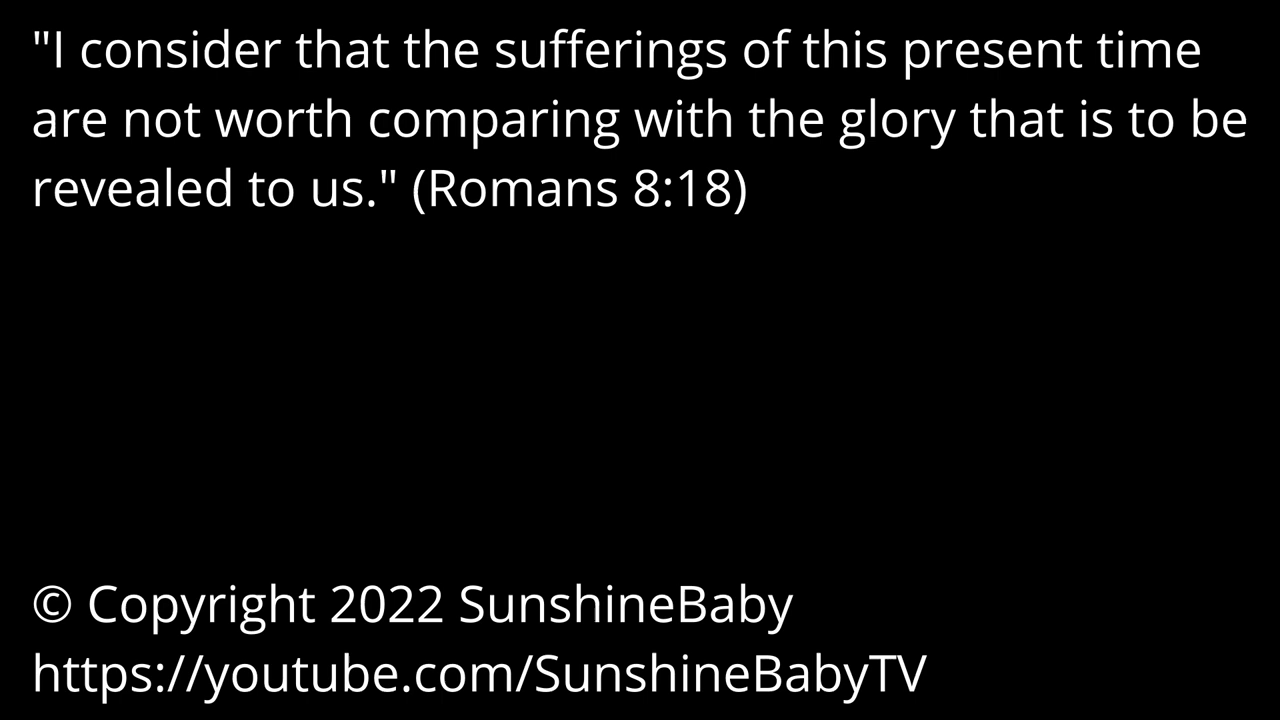 "I consider that the sufferings of this present time
are not worth comparing with the glory that is to be
revealed to us." (Romans 8:18)
© Copyright 2022 SunshineBaby
https://youtube.com/SunshineBabyTV